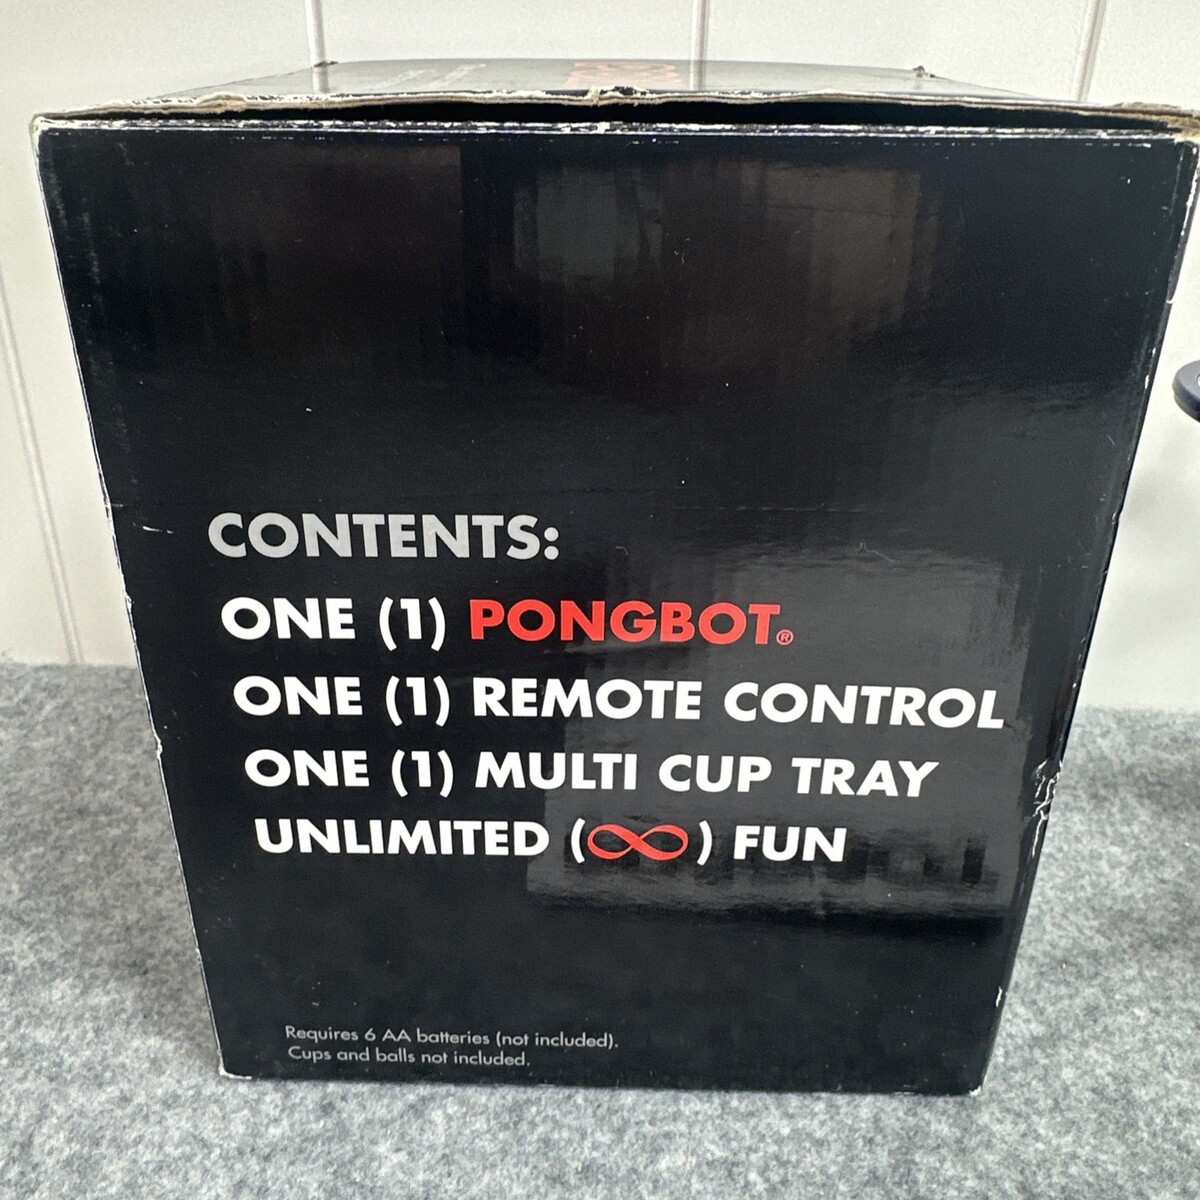 CONTENTS:
ONE (1) PONGBOT®
ONE (1) REMOTE CONTROL
ONE (1) MULTI CUP TRAY
UNLIMITED (∞) FUN
Requires 6 AA batteries (not included).
Cups and balls not included.